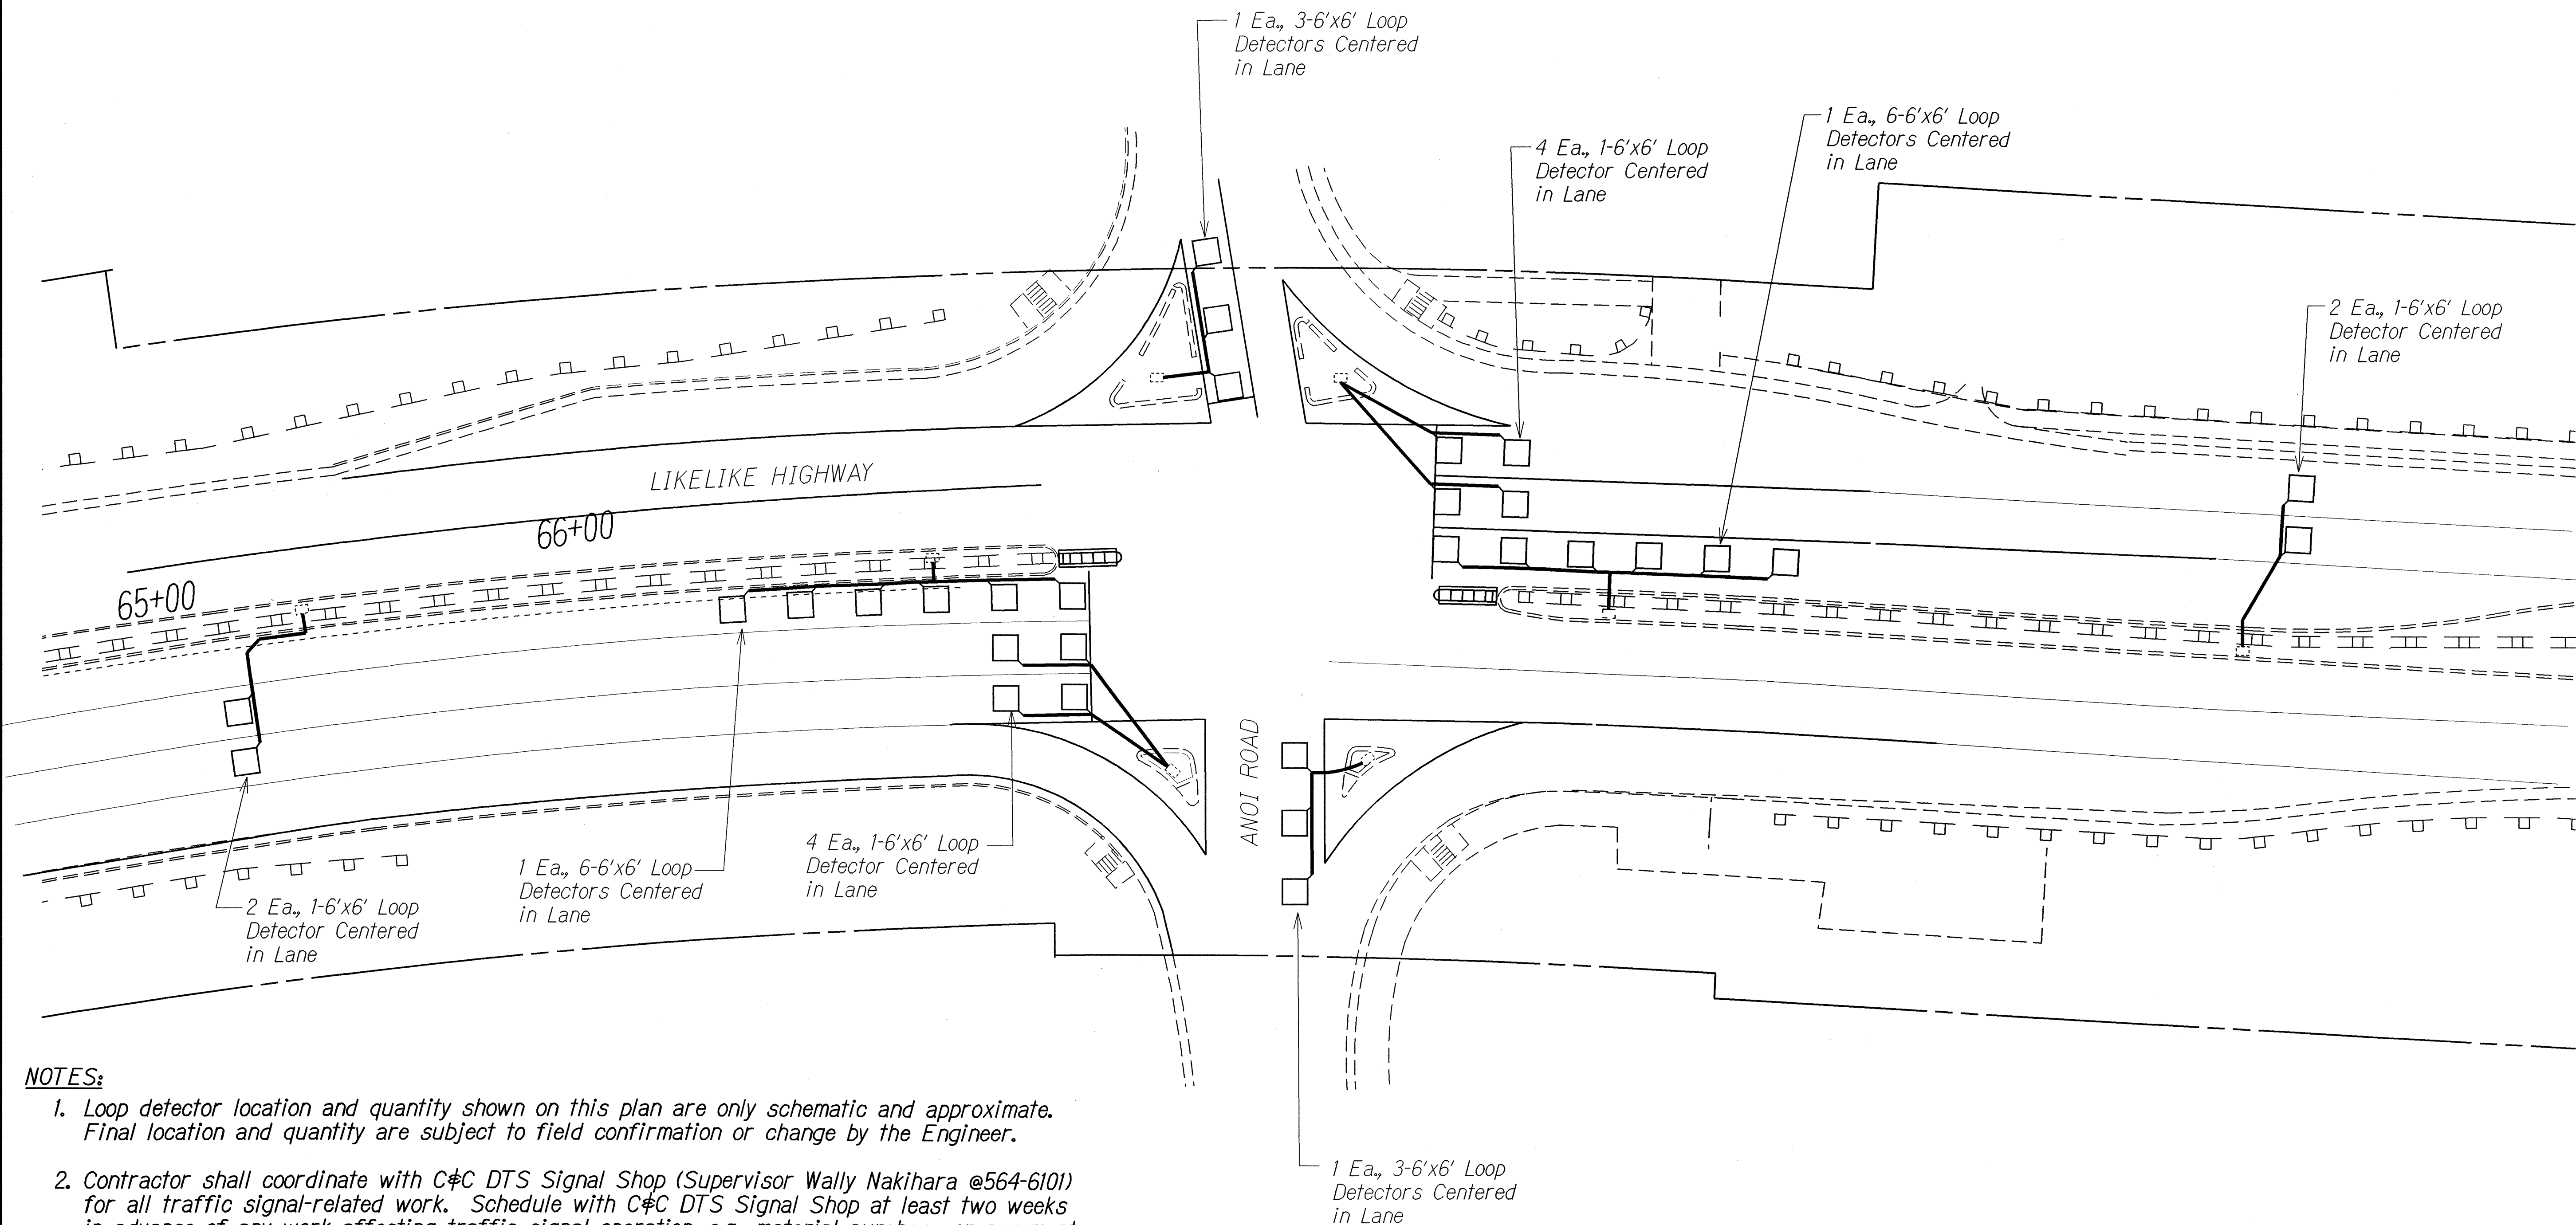 1 Ea., 3-6'x6' Loop
Detectors Centered
in Lane
1 Ea., 6-6'x6' Loop
Detectors Centered
in Lane
4 Ea., 1-6'x6' Loop
Detector Centered
in Lane
2 Ea., 1-6'x6' Loop
Detector Centered
in Lane
LIKELIKE HIGHWAY
66+00
65+00
ANOI ROAD
4 Ea., 1-6'x6' Loop
Detector Centered
in Lane
1 Ea., 6-6'x6' Loop
Detectors Centered
in Lane
2 Ea., 1-6'x6' Loop
Detector Centered
in Lane
1 Ea., 3-6'x6' Loop
Detectors Centered
in Lane
NOTES:
1. Loop detector location and quantity shown on this plan are only schematic and approximate.
Final location and quantity are subject to field confirmation or change by the Engineer.
2. Contractor shall coordinate with C&C DTS Signal Shop (Supervisor Wally Nakihara @564-6101)
for all traffic signal-related work. Schedule with C&C DTS Signal Shop at least two weeks